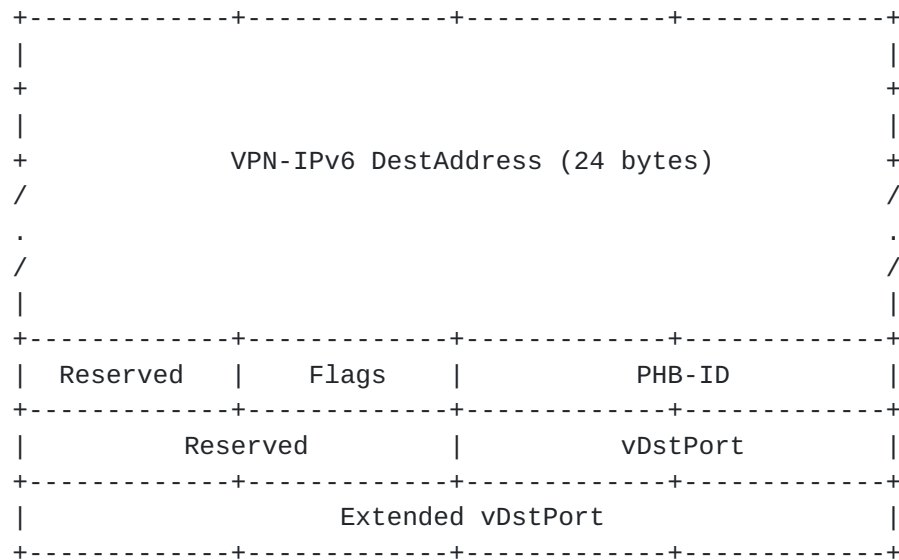 VPN-IPv6 DestAddress (24 bytes)
Reserved Flags PHB-ID
Reserved vDstPort
Extended vDstPort